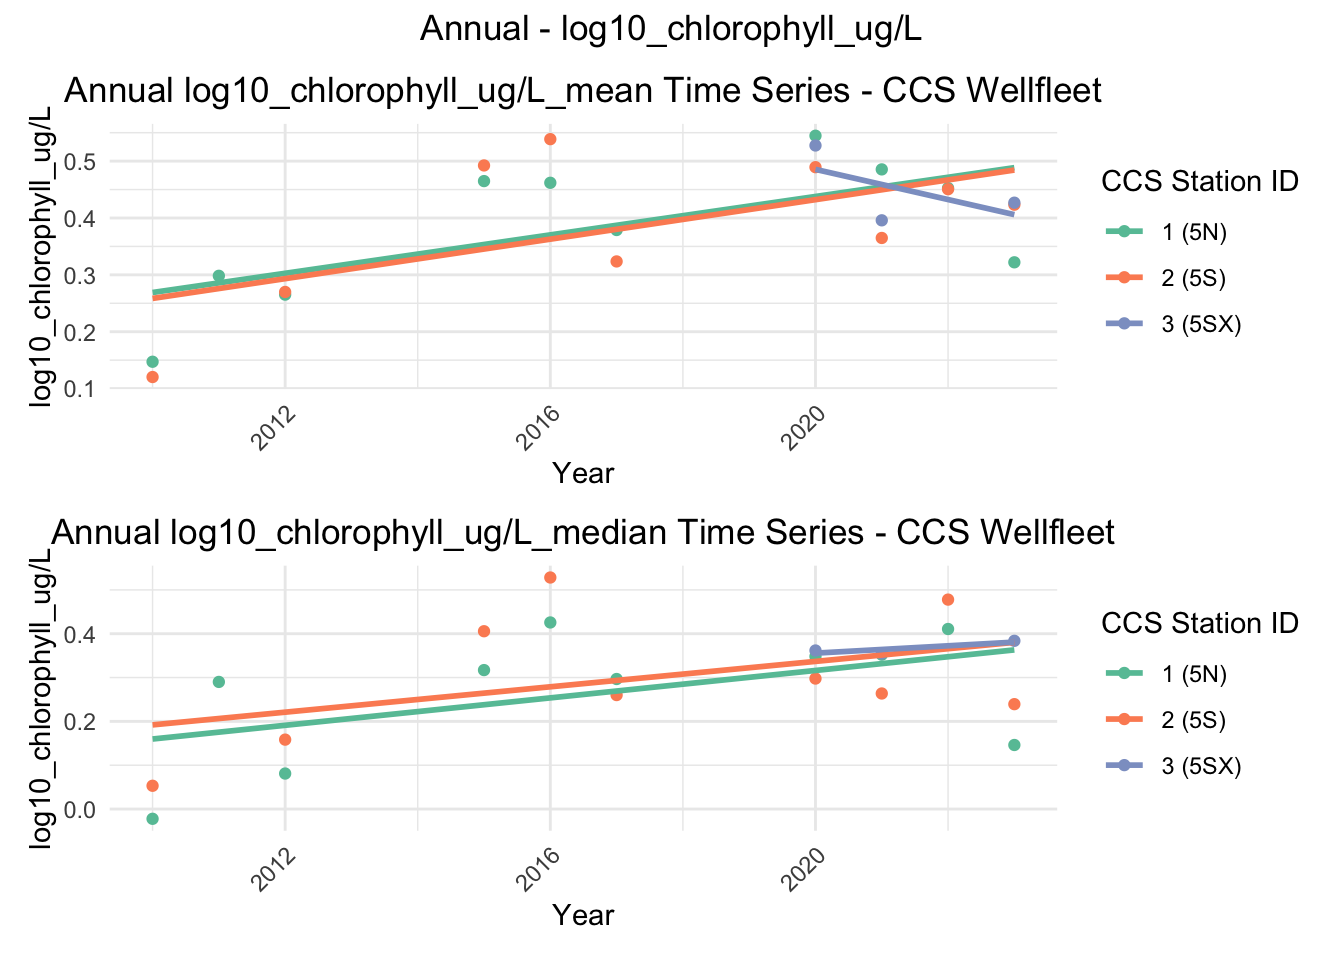 Annual - log10_chlorophyll_ug/L
Annual log10_chlorophyll_ug/L_mean Time Series - CCS Wellfleet
log10_chlorophyll_ug/L
0.5
0.4
0.3
0.2
0.1
2012
2016
2020
Year
CCS Station ID
1 (5N)
2 (5S)
3 (5SX)
Annual log10_chlorophyll_ug/L_median Time Series - CCS Wellfleet
log10_chlorophyll_ug/L
0.4
0.2
0.0
2012
2016
2020
Year
CCS Station ID
1 (5N)
2 (5S)
3 (5SX)